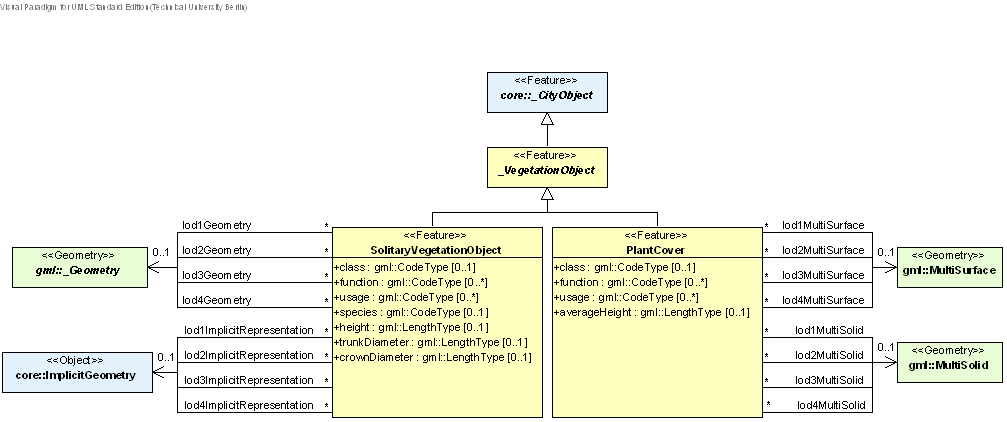 Visual Paradigm for UML Standard Edition(Technical University Berlin)
<<Feature>>
core::_CityObject
<<Feature>>
_VegetationObject
<<Geometry>>
gml::_Geometry
0..1
lod1Geometry *
lod2Geometry *
lod3Geometry *
lod4Geometry *
<<Object>>
core::ImplicitGeometry
0..1
lod1ImplicitRepresentation *
lod2ImplicitRepresentation *
lod3ImplicitRepresentation *
lod4ImplicitRepresentation *
<<Feature>>
SolitaryVegetationObject
+class : gml::CodeType [0..1]
+function : gml::CodeType [0..*]
+usage : gml::CodeType [0..*]
+species : gml::CodeType [0..1]
+height : gml::LengthType [0..1]
+trunkDiameter : gml::LengthType [0..1]
+crownDiameter : gml::LengthType [0..1]
<<Feature>>
PlantCover
+class : gml::CodeType [0..1]
+function : gml::CodeType [0..*]
+usage : gml::CodeType [0..*]
+averageHeight : gml::LengthType [0..1]
* lod1MultiSurface
* lod2MultiSurface
* lod3MultiSurface
* lod4MultiSurface
0..1
<<Geometry>>
gml::MultiSurface
* lod1MultiSolid
* lod2MultiSolid
* lod3MultiSolid
* lod4MultiSolid
0..1
<<Geometry>>
gml::MultiSolid